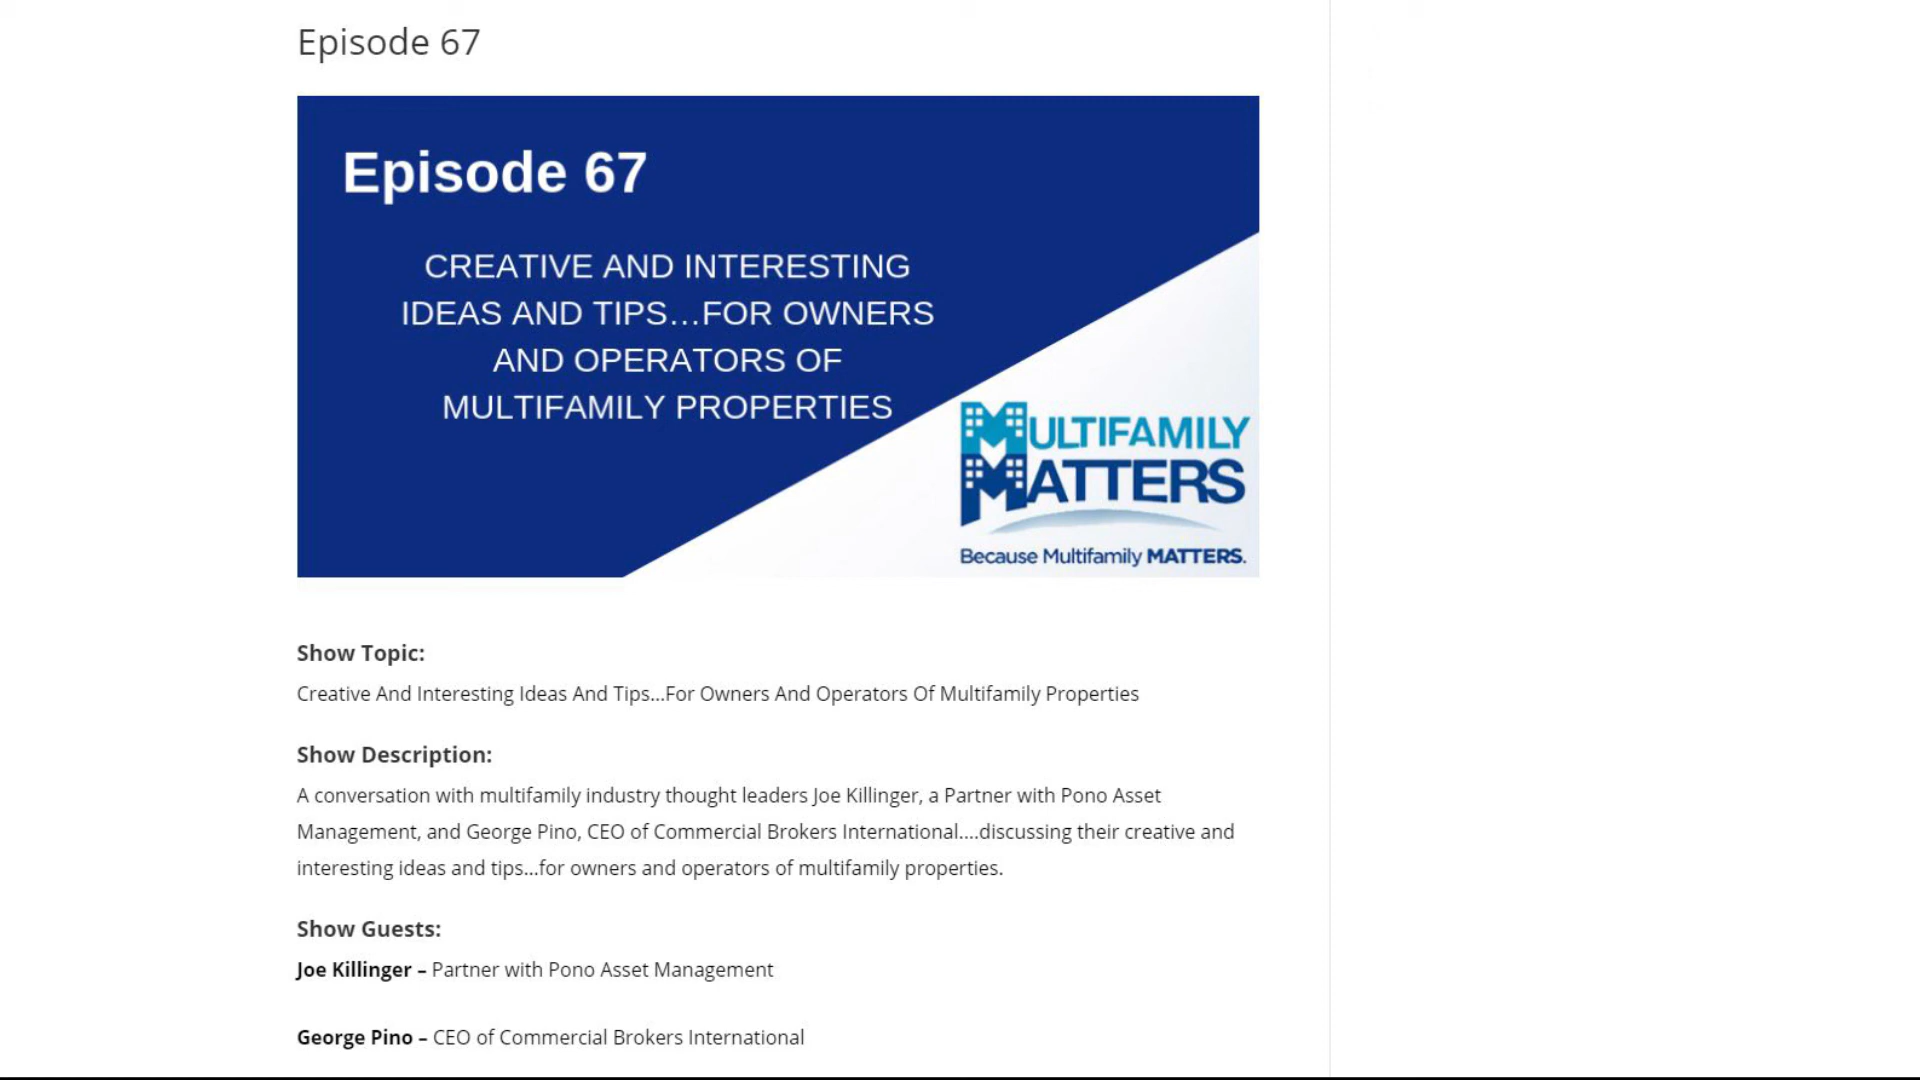 Episode 67
Episode 67
CREATIVE AND INTERESTING
IDEAS AND TIPS...FOR OWNERS
AND OPERATORS OF
MULTIFAMILY PROPERTIES
MULTIFAMILY
MATTERS
Because Multifamily MATTERS.
Show Topic:
Creative And Interesting Ideas And Tips...For Owners And Operators Of Multifamily Properties
Show Description:
A conversation with multifamily industry thought leaders Joe Killinger, a Partner with Pono Asset
Management, and George Pino, CEO of Commercial Brokers International....discussing their creative and
interesting ideas and tips...for owners and operators of multifamily properties.
Show Guests:
Joe Killinger – Partner with Pono Asset Management
George Pino – CEO of Commercial Brokers International